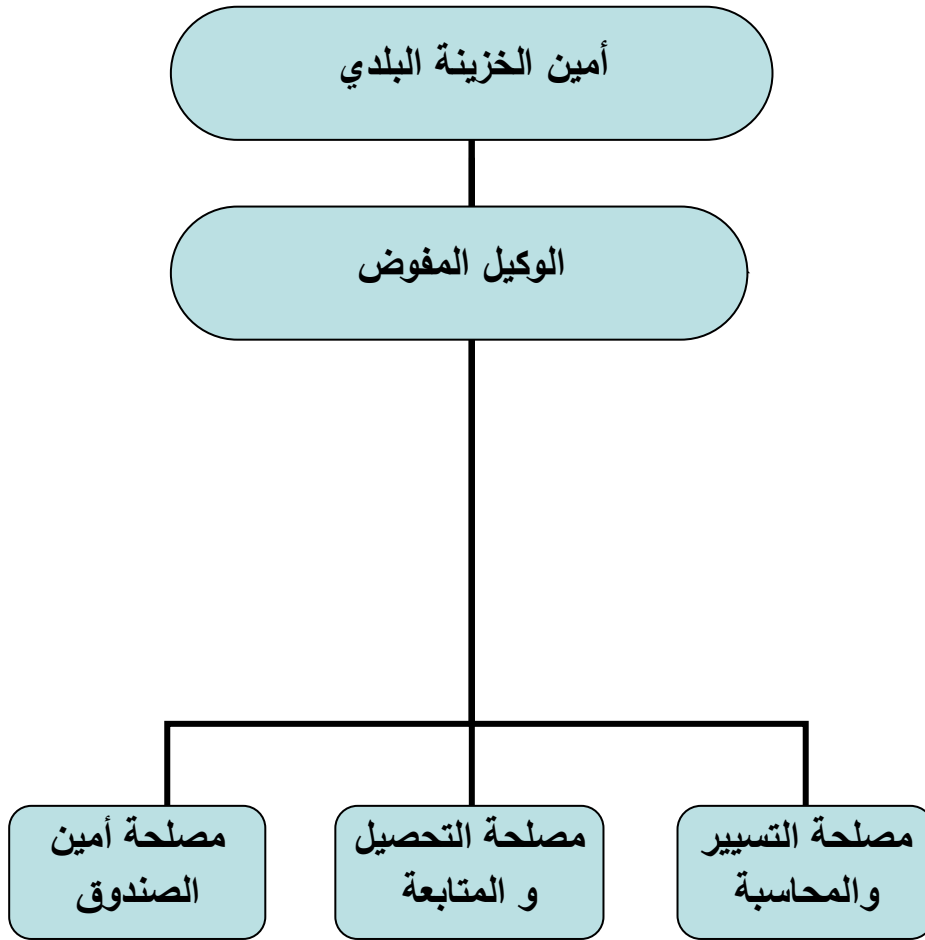 أمين الخزينة البلدي
الوكيل المفوض
مصلحة التسيير
والمحاسبة
مصلحة التحصيل
و المتابعة
مصلحة أمين
الصندوق